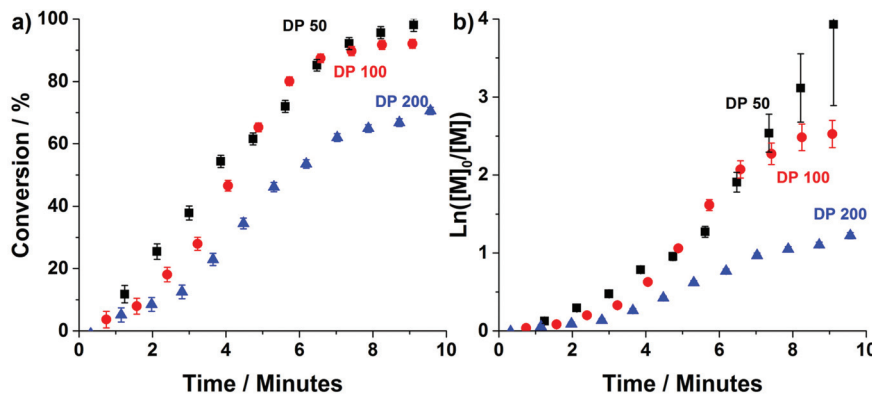 a)
100
80
60
40
20
0
Conversion / %
DP 50
DP 100
DP 200
0 2 4 6 8 10
Time / Minutes
b)
4
3
2
1
0
Ln([M]₀/[M])
DP 50
DP 100
DP 200
0 2 4 6 8 10
Time / Minutes